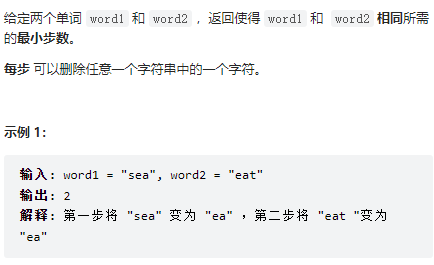 给定两个单词 word1 和 word2 ，返回使得 word1 和 word2 相同所需
的最小步数。
每步 可以删除任意一个字符串中的一个字符。
示例 1：
输入: word1 = "sea", word2 = "eat"
输出: 2
解释: 第一步将 "sea" 变为 "ea" ，第二步将 "eat "变为
"ea"